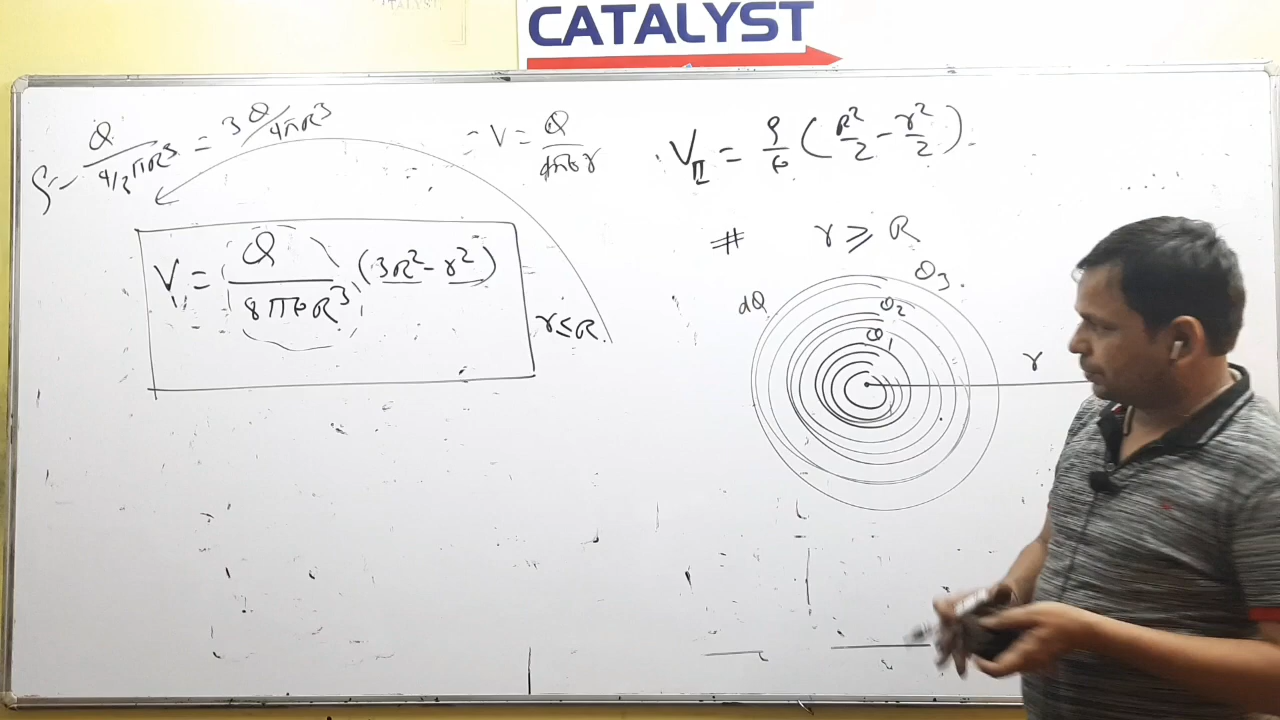 CATALYST
ρ = Q / (4/3 πR³) = 3Q / 4πR³
= V = Q / 4πε₀r
V_II = ρ/ε₀ (R²/2 - r²/2).
V = Q / 8πε₀R³ (3R² - r²)
r ≤ R
# r ≥ R
dQ
Q₃
Q₂
Q₁
r